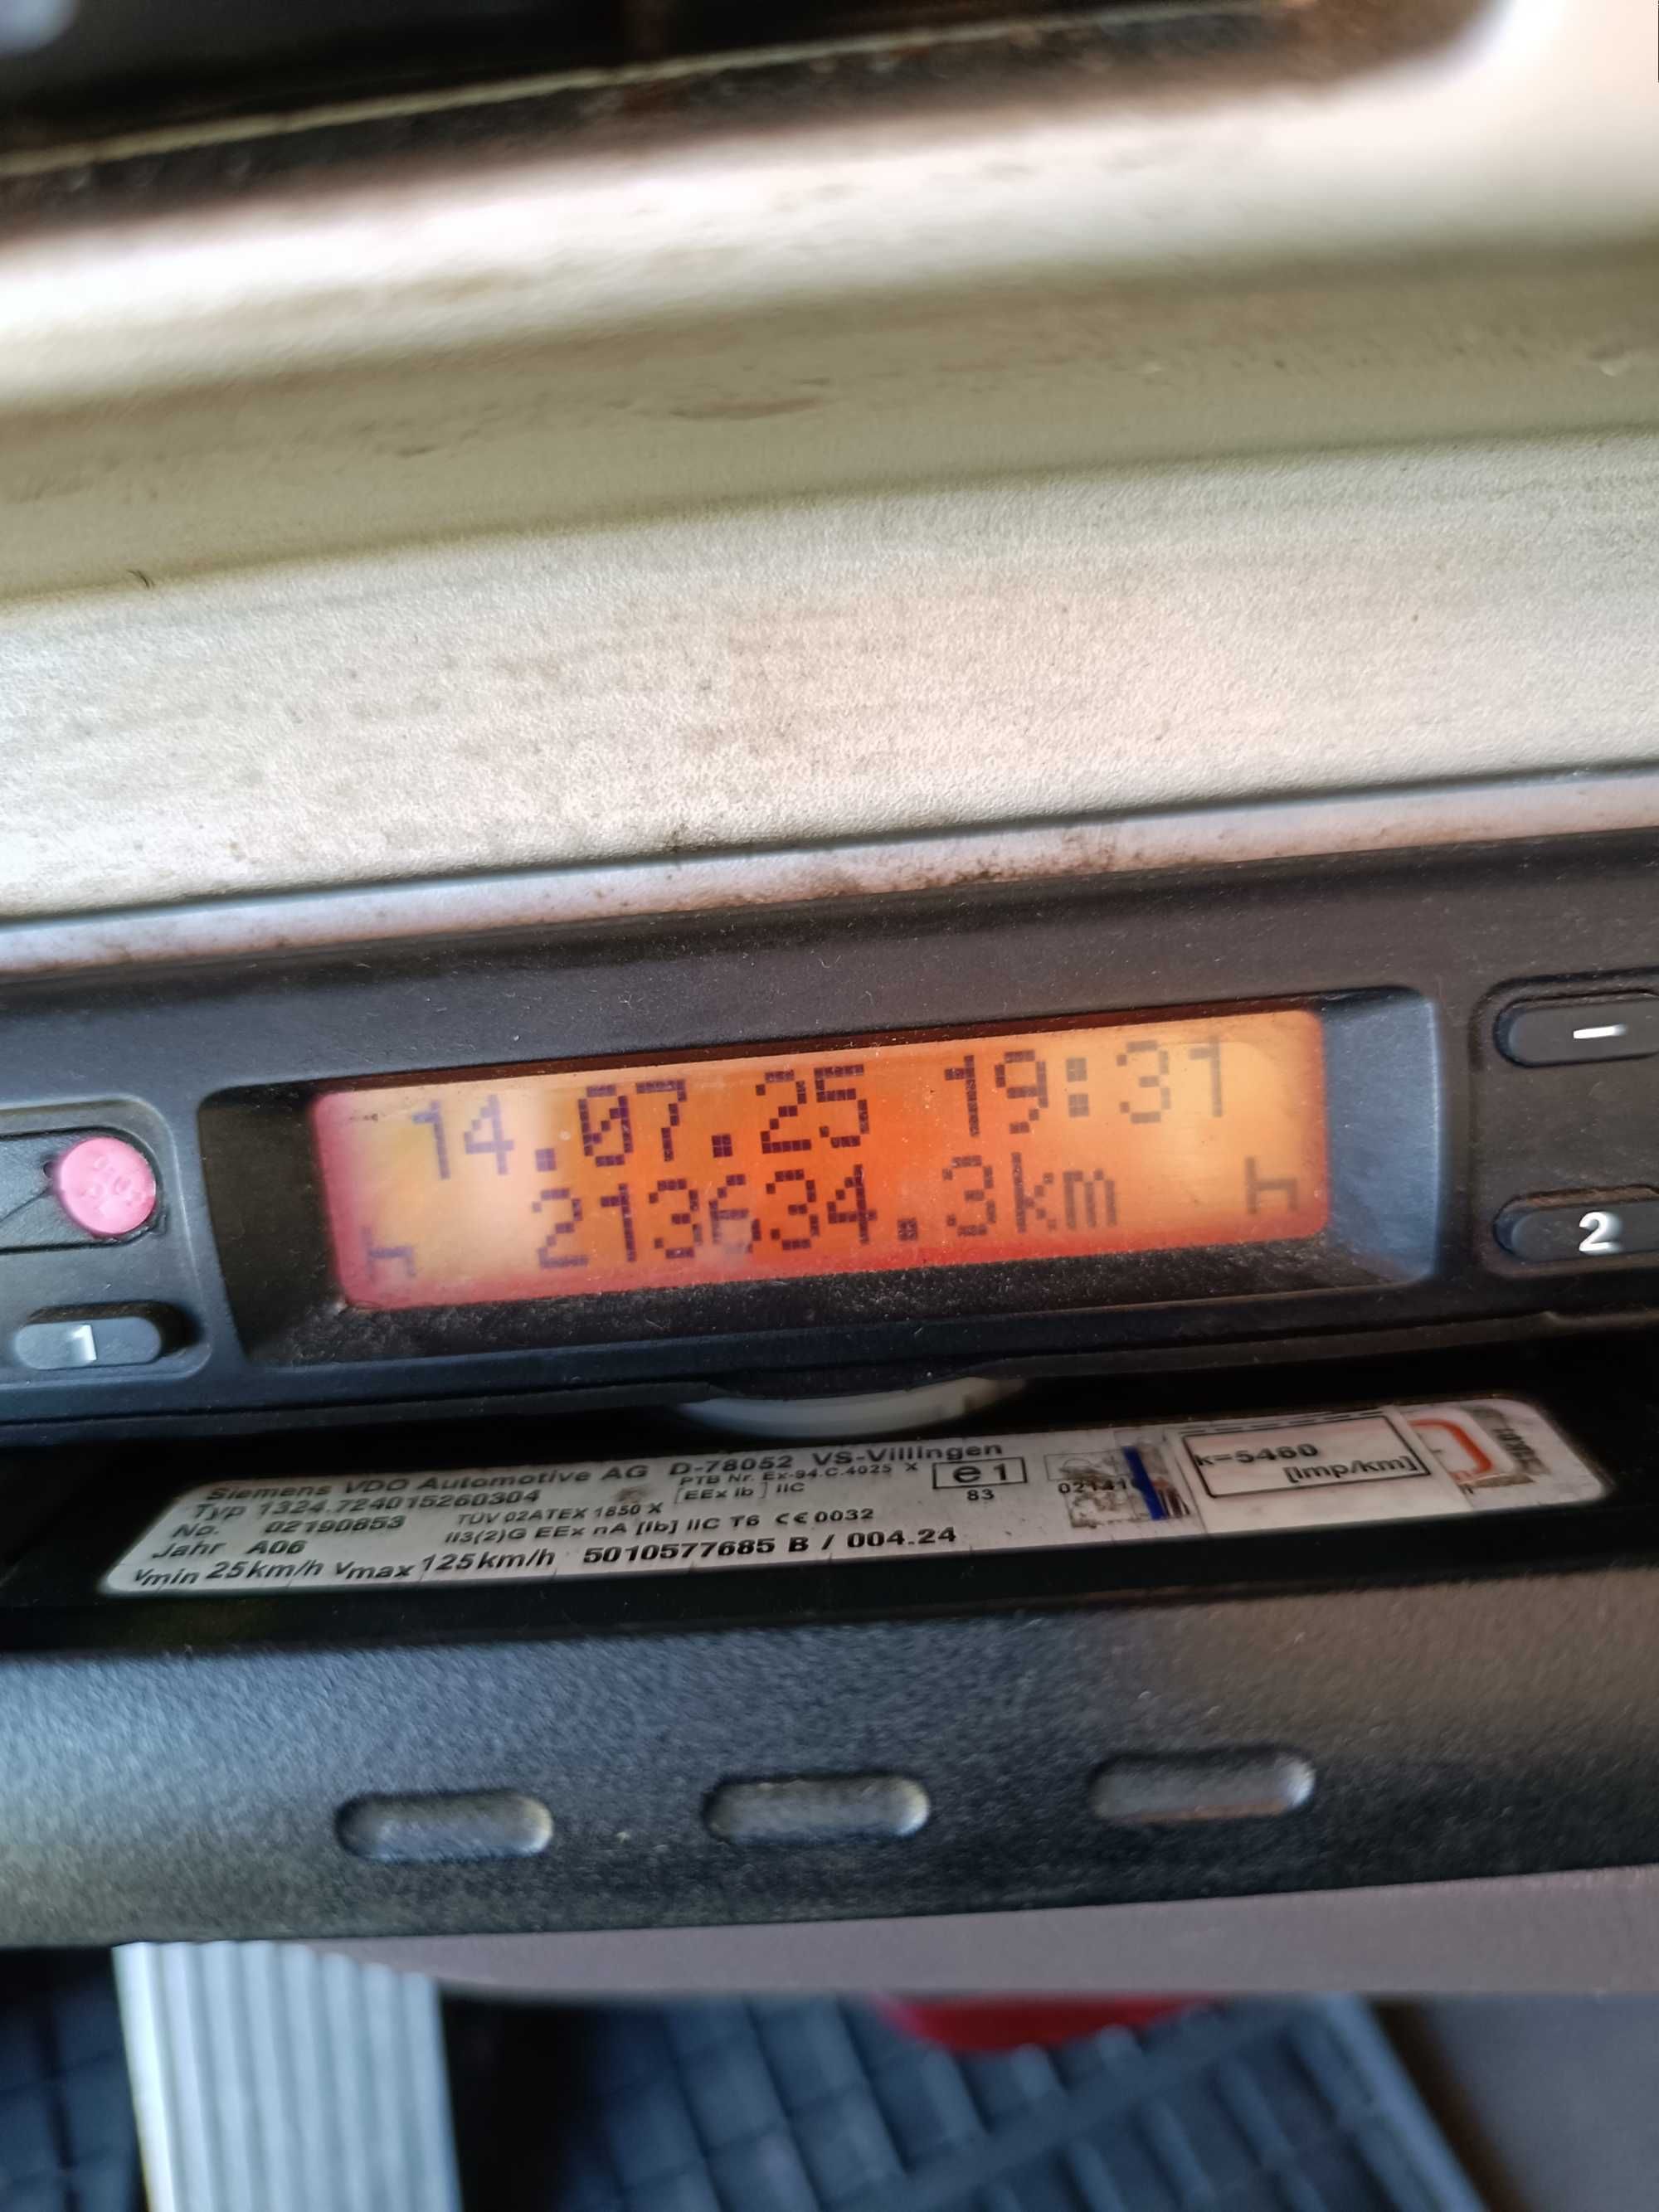 14.07.25 19:31
213634.3km
1
2
Siemens VDO Automotive AG D-78052 VS-Villingen
Typ 1324.724015260304
PTB Nr. Ex-94.C.4025 X
[EEx ib] IIC
No. 02190853
TÜV 02ATEX 1850 X
Jahr A06
II3(2)G EEx nA [ib] IIC T6 CE 0032
Vmin 25km/h Vmax 125km/h 5010577685 B / 004.24
e1
83
k=5460
[Imp/km]